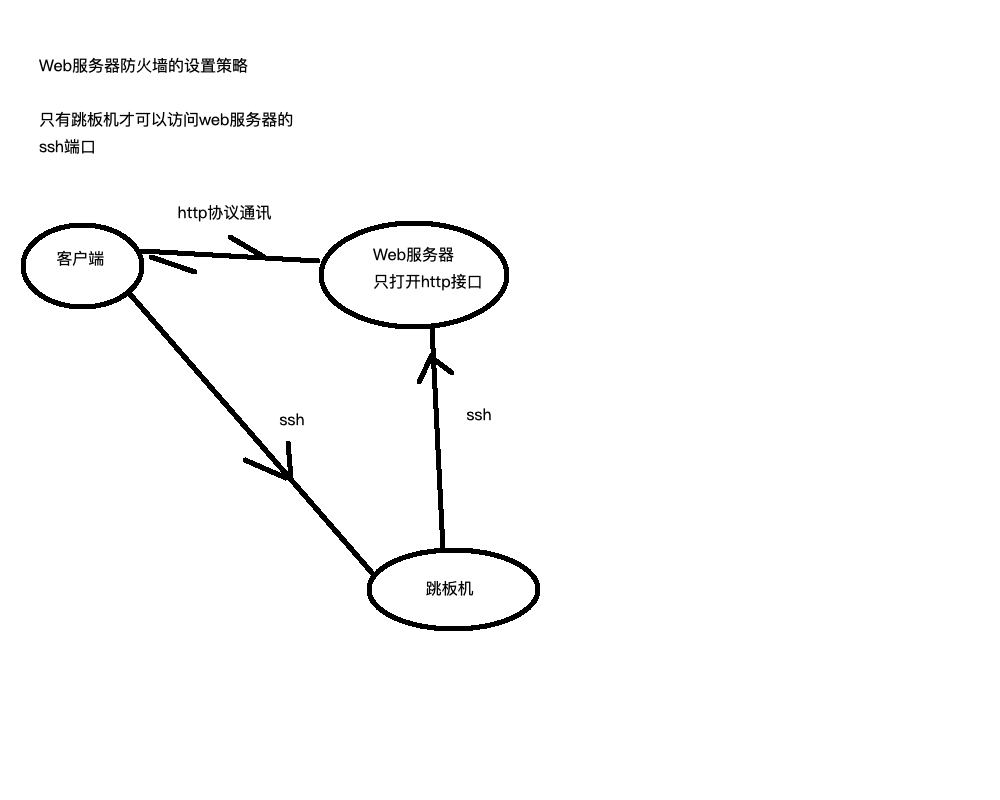 Web服务器防火墙的设置策略
只有跳板机才可以访问web服务器的
ssh端口
http协议通讯
客户端
Web服务器
只打开http接口
ssh
ssh
跳板机